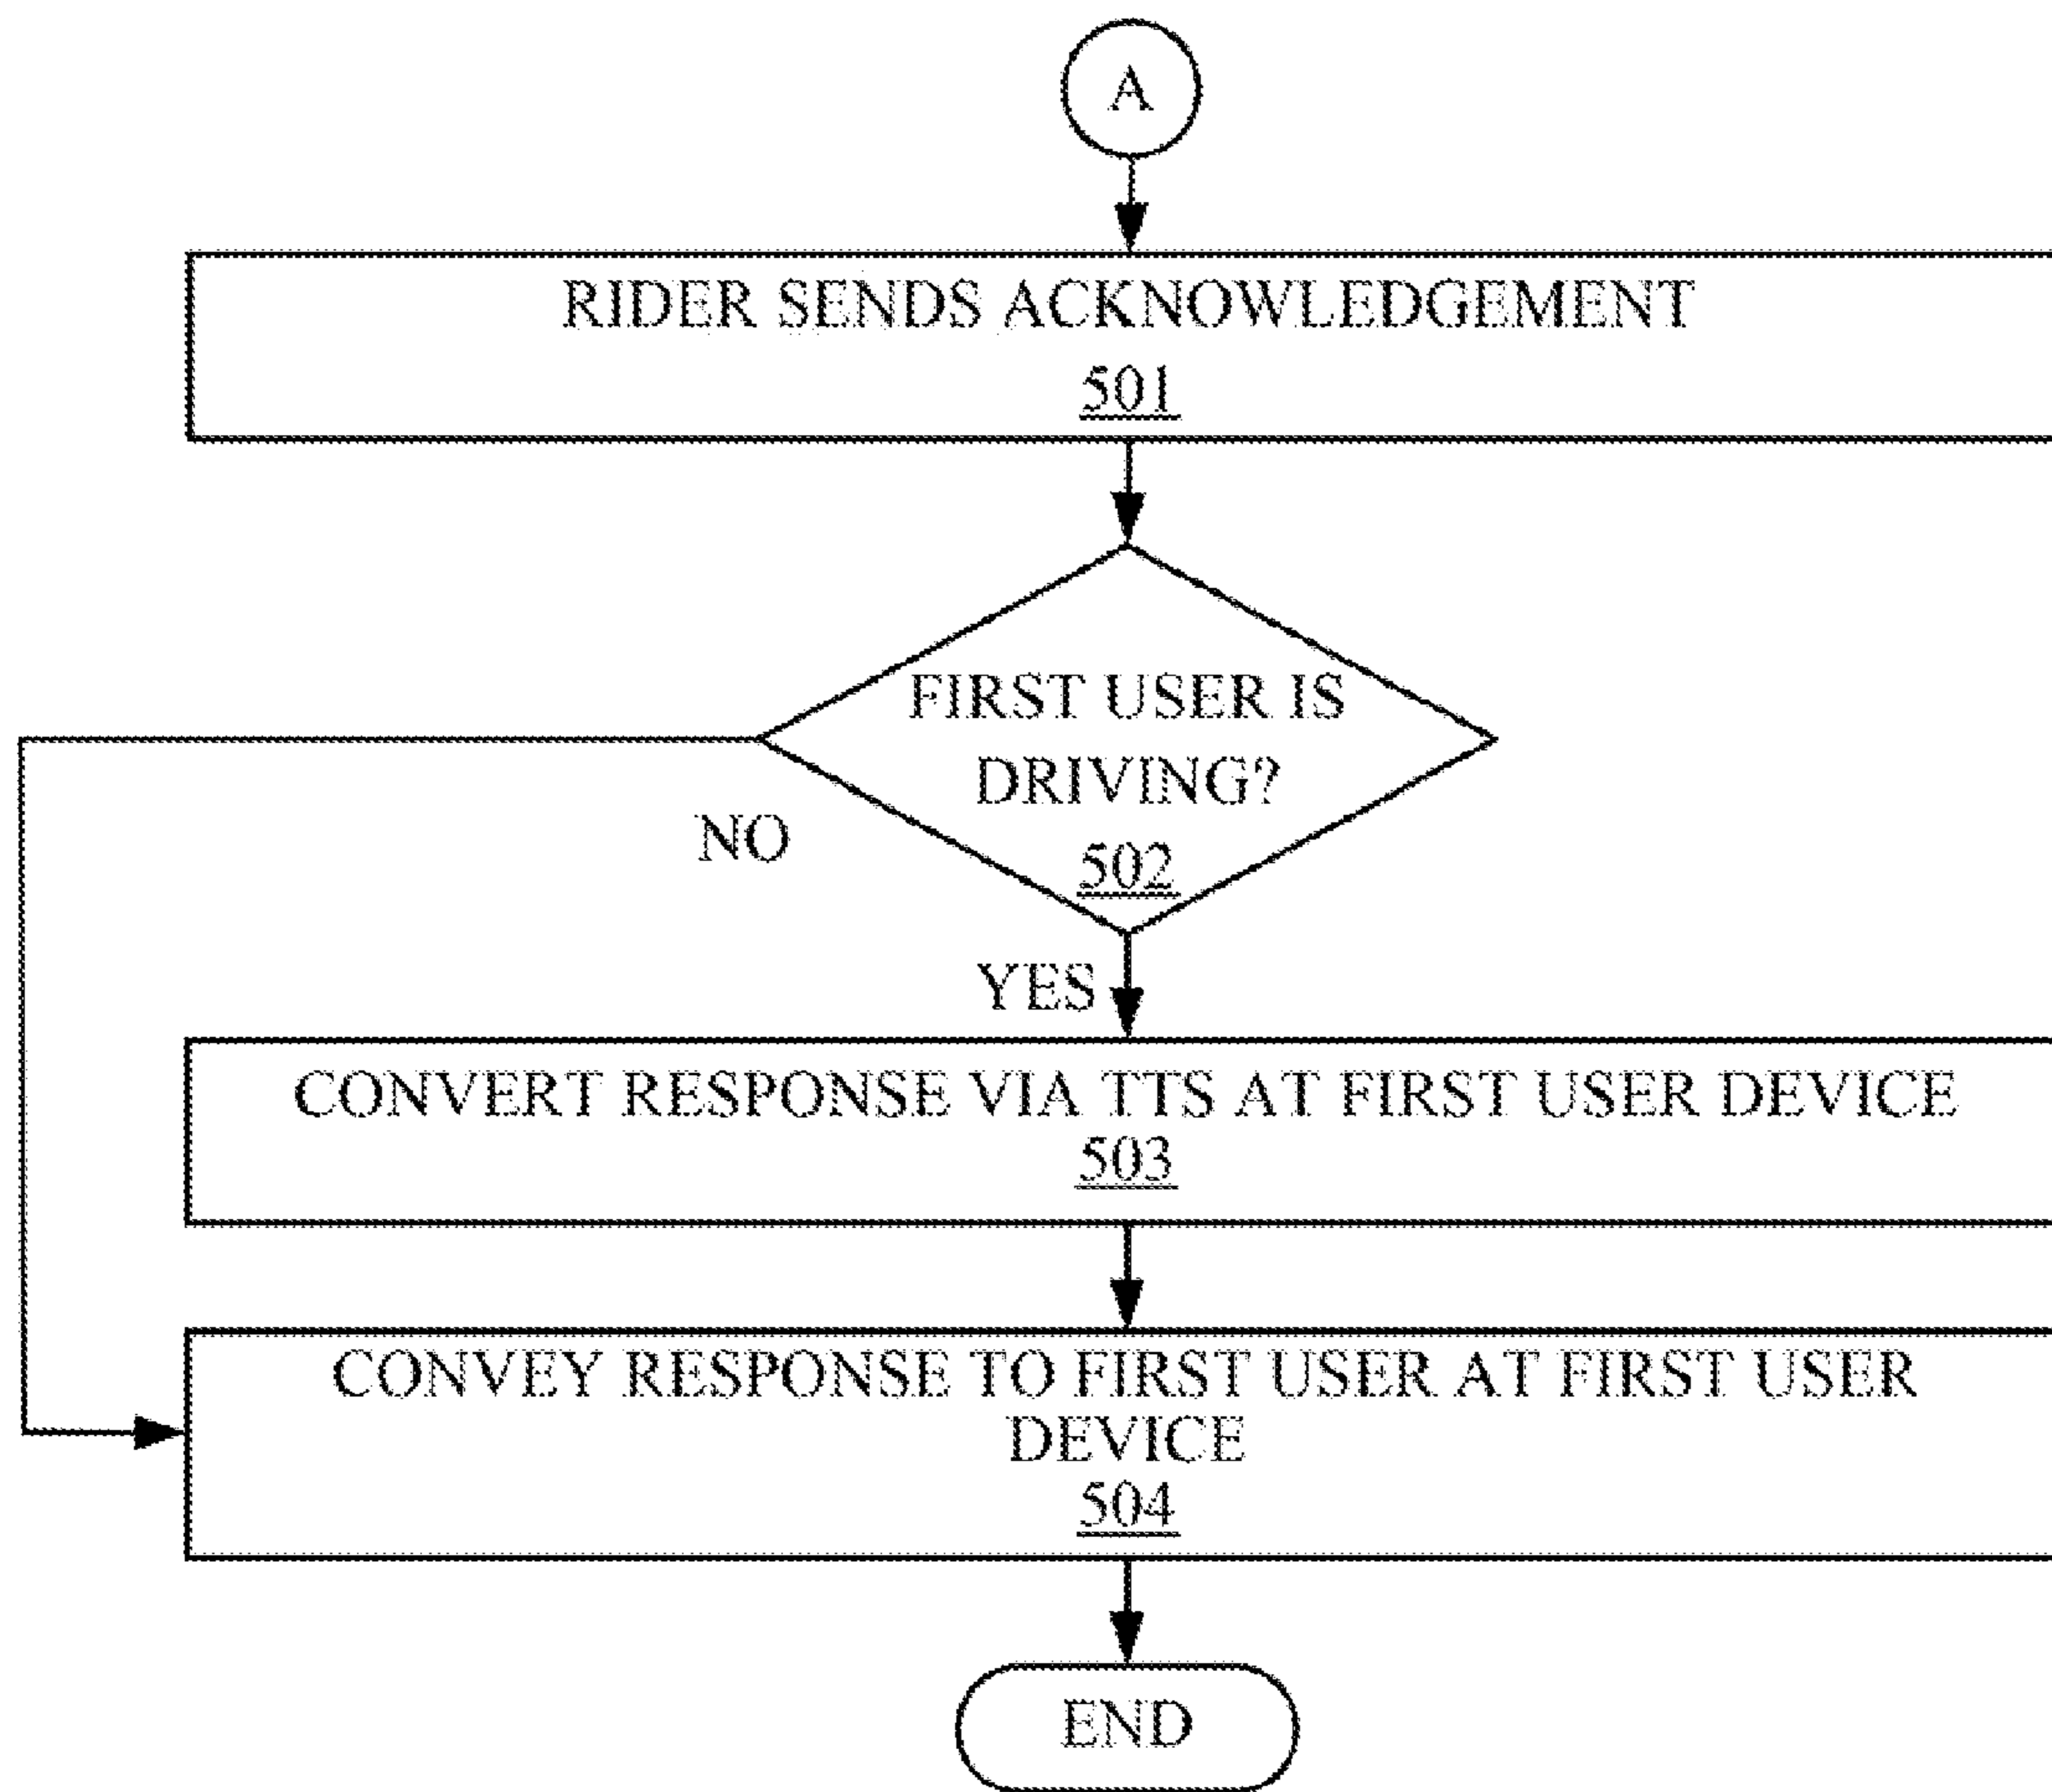 A
RIDER SENDS ACKNOWLEDGEMENT
501
FIRST USER IS
DRIVING?
502
NO
YES
CONVERT RESPONSE VIA TTS AT FIRST USER DEVICE
503
CONVEY RESPONSE TO FIRST USER AT FIRST USER
DEVICE
504
END